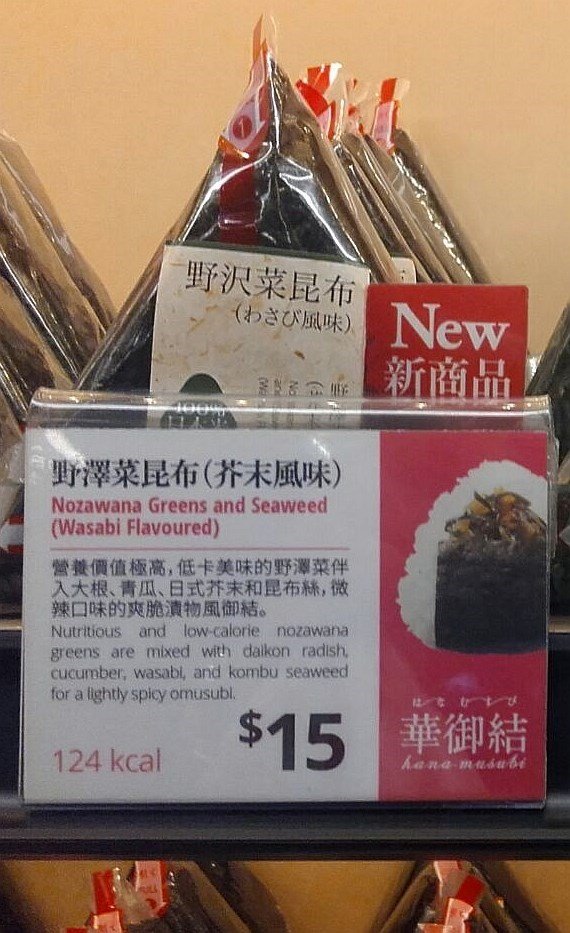 1
野沢菜昆布
(わさび風味)
New
新商品
100%
野澤菜昆布(芥末風味)
Nozawana Greens and Seaweed
(Wasabi Flavoured)
營養價值極高,低卡美味的野澤菜伴
入大根、青瓜、日式芥末和昆布絲,微
辣口味的爽脆漬物風御結。
Nutritious and low-calorie nozawana
greens are mixed with daikon radish,
cucumber, wasabi, and kombu seaweed
for a lightly spicy omusubi.
$15
124 kcal
はなむすび
華御結
hana-musubi
1